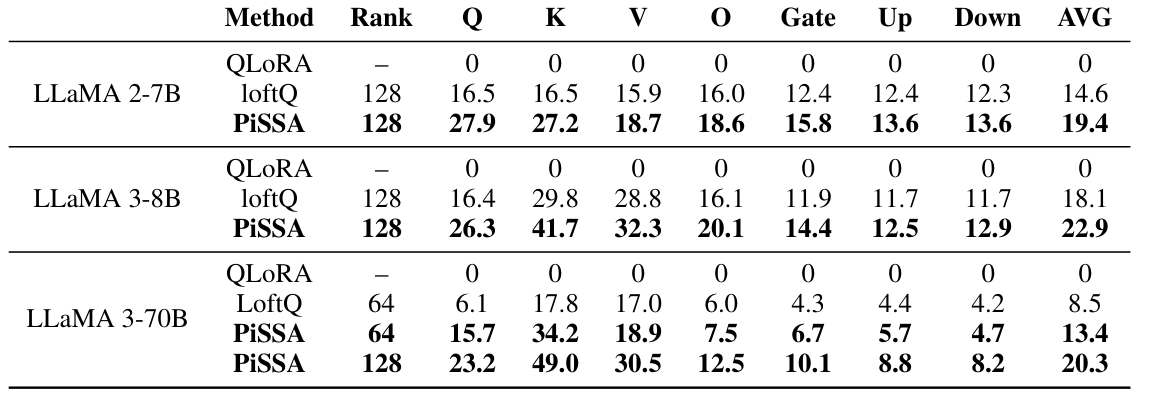 Method Rank Q K V O Gate Up Down AVG
QLoRA – 0 0 0 0 0 0 0 0
LLaMA 2-7B loftQ 128 16.5 16.5 15.9 16.0 12.4 12.4 12.3 14.6
PiSSA 128 27.9 27.2 18.7 18.6 15.8 13.6 13.6 19.4
QLoRA – 0 0 0 0 0 0 0 0
LLaMA 3-8B loftQ 128 16.4 29.8 28.8 16.1 11.9 11.7 11.7 18.1
PiSSA 128 26.3 41.7 32.3 20.1 14.4 12.5 12.9 22.9
QLoRA – 0 0 0 0 0 0 0 0
LLaMA 3-70B LoftQ 64 6.1 17.8 17.0 6.0 4.3 4.4 4.2 8.5
PiSSA 64 15.7 34.2 18.9 7.5 6.7 5.7 4.7 13.4
PiSSA 128 23.2 49.0 30.5 12.5 10.1 8.8 8.2 20.3